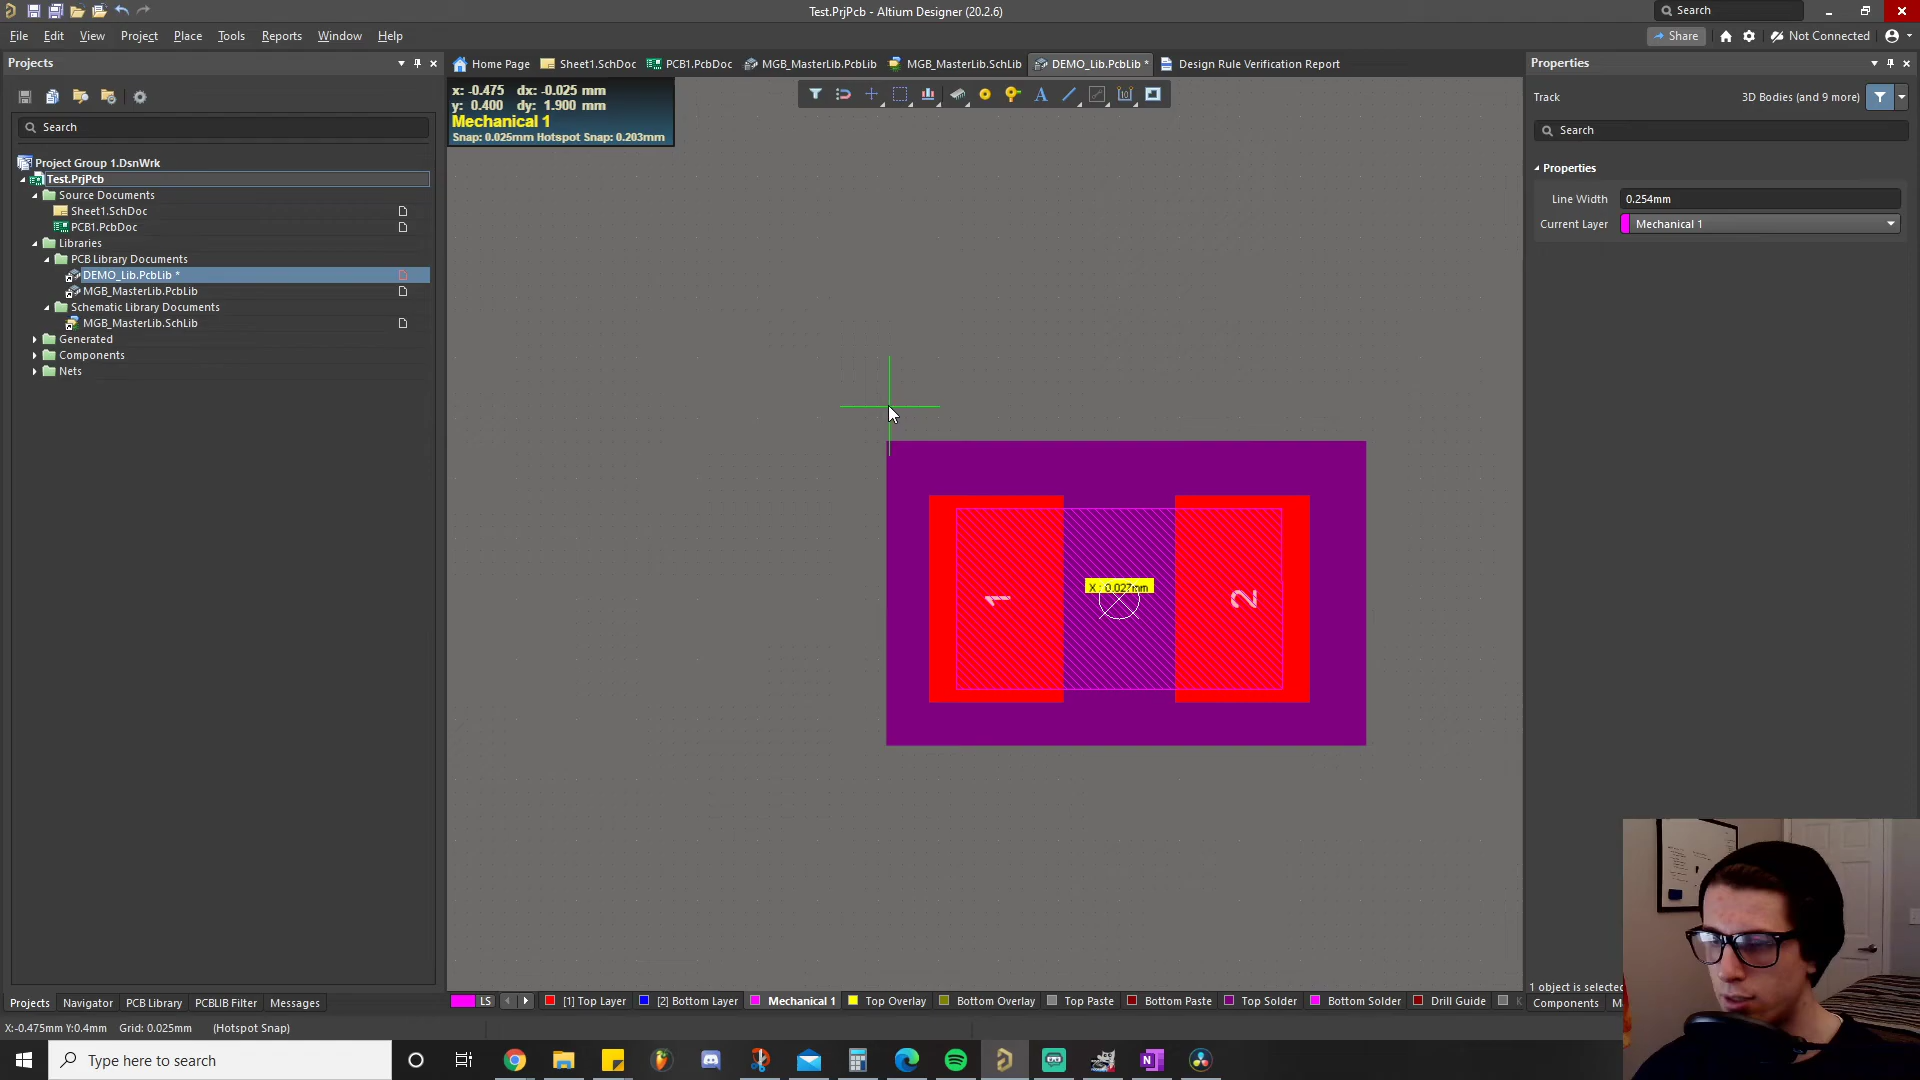 Test.PrjPcb - Altium Designer (20.2.6)
Search
File Edit View Project Place Tools Reports Window Help
Share
Not Connected
Projects
Home Page Sheet1.SchDoc PCB1.PcbDoc MGB_MasterLib.PcbLib MGB_MasterLib.SchLib DEMO_Lib.PcbLib * Design Rule Verification Report
Properties
x: -0.475 dx: -0.025 mm
y: 0.400 dy: 1.900 mm
Mechanical 1
Snap: 0.025mm Hotspot Snap: 0.203mm
Track
3D Bodies (and 9 more)
Search
Search
Project Group 1.DsnWrk
Test.PrjPcb
Source Documents
Sheet1.SchDoc
PCB1.PcbDoc
Libraries
PCB Library Documents
DEMO_Lib.PcbLib *
MGB_MasterLib.PcbLib
Schematic Library Documents
MGB_MasterLib.SchLib
Generated
Components
Nets
Properties
Line Width 0.254mm
Current Layer Mechanical 1
X : 0.027mm
1
2
1 object is selected
Projects Navigator PCB Library PCBLIB Filter Messages
LS [1] Top Layer [2] Bottom Layer Mechanical 1 Top Overlay Bottom Overlay Top Paste Bottom Paste Top Solder Bottom Solder Drill Guide
Components
X:-0.475mm Y:0.4mm Grid: 0.025mm (Hotspot Snap)
Type here to search